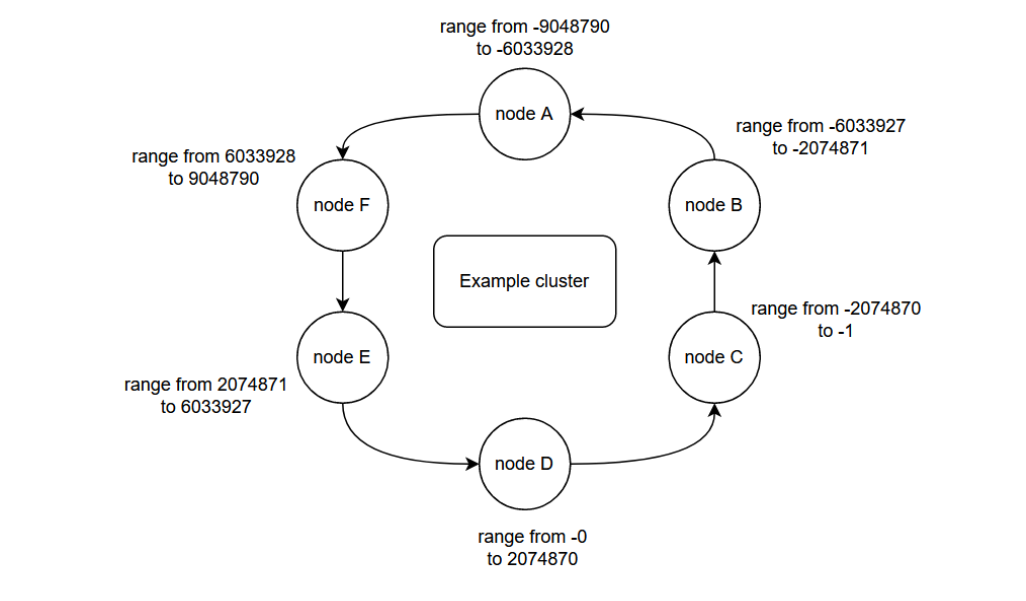 range from -9048790
to -6033928
node A
range from -6033927
to -2074871
range from 6033928
to 9048790
node F
node B
Example cluster
range from -2074870
to -1
node E
node C
range from 2074871
to 6033927
node D
range from -0
to 2074870